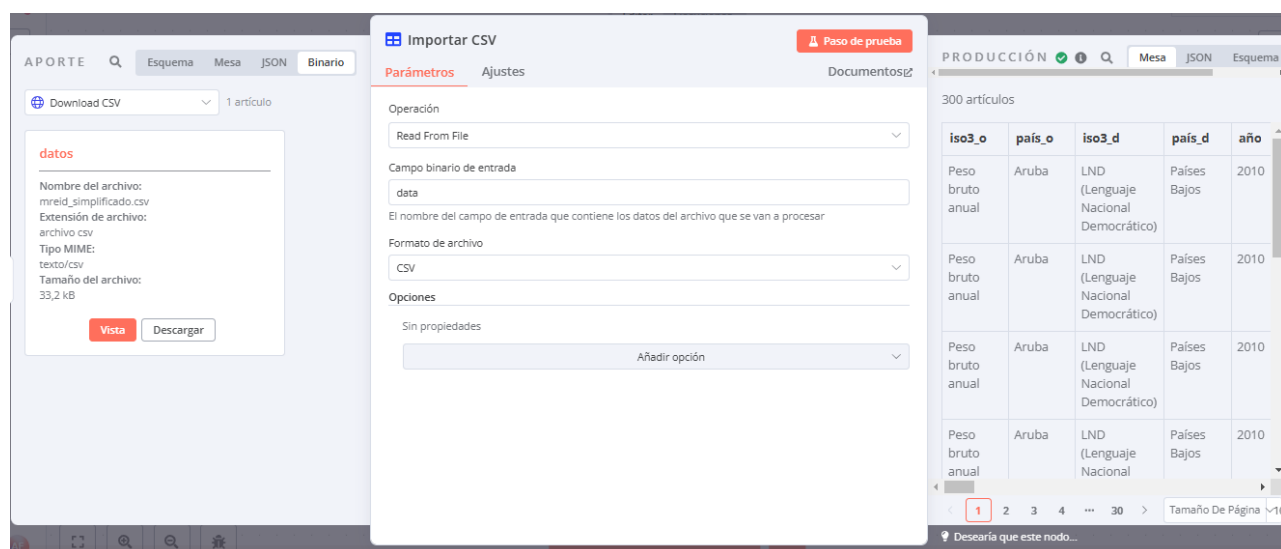 APORTE
Esquema
Mesa
JSON
Binario
Download CSV
1 artículo
datos
Nombre del archivo:
mreid_simplificado.csv
Extensión de archivo:
archivo csv
Tipo MIME:
texto/csv
Tamaño del archivo:
33,2 kB
Vista
Descargar
Importar CSV
Paso de prueba
Parámetros
Ajustes
Documentos
Operación
Read From File
Campo binario de entrada
data
El nombre del campo de entrada que contiene los datos del archivo que se van a procesar
Formato de archivo
CSV
Opciones
Sin propiedades
Añadir opción
PRODUCCIÓN
Mesa
JSON
Esquema
300 artículos
iso3_o país_o iso3_d país_d año
Peso Aruba LND Países 2010
bruto (Lenguaje Bajos
anual Nacional
Democrático)
Peso Aruba LND Países 2010
bruto (Lenguaje Bajos
anual Nacional
Democrático)
Peso Aruba LND Países 2010
bruto (Lenguaje Bajos
anual Nacional
Democrático)
Peso Aruba LND Países 2010
bruto (Lenguaje Bajos
anual Nacional
1 2 3 4 ... 30
Tamaño De Página
Desearía que este nodo...